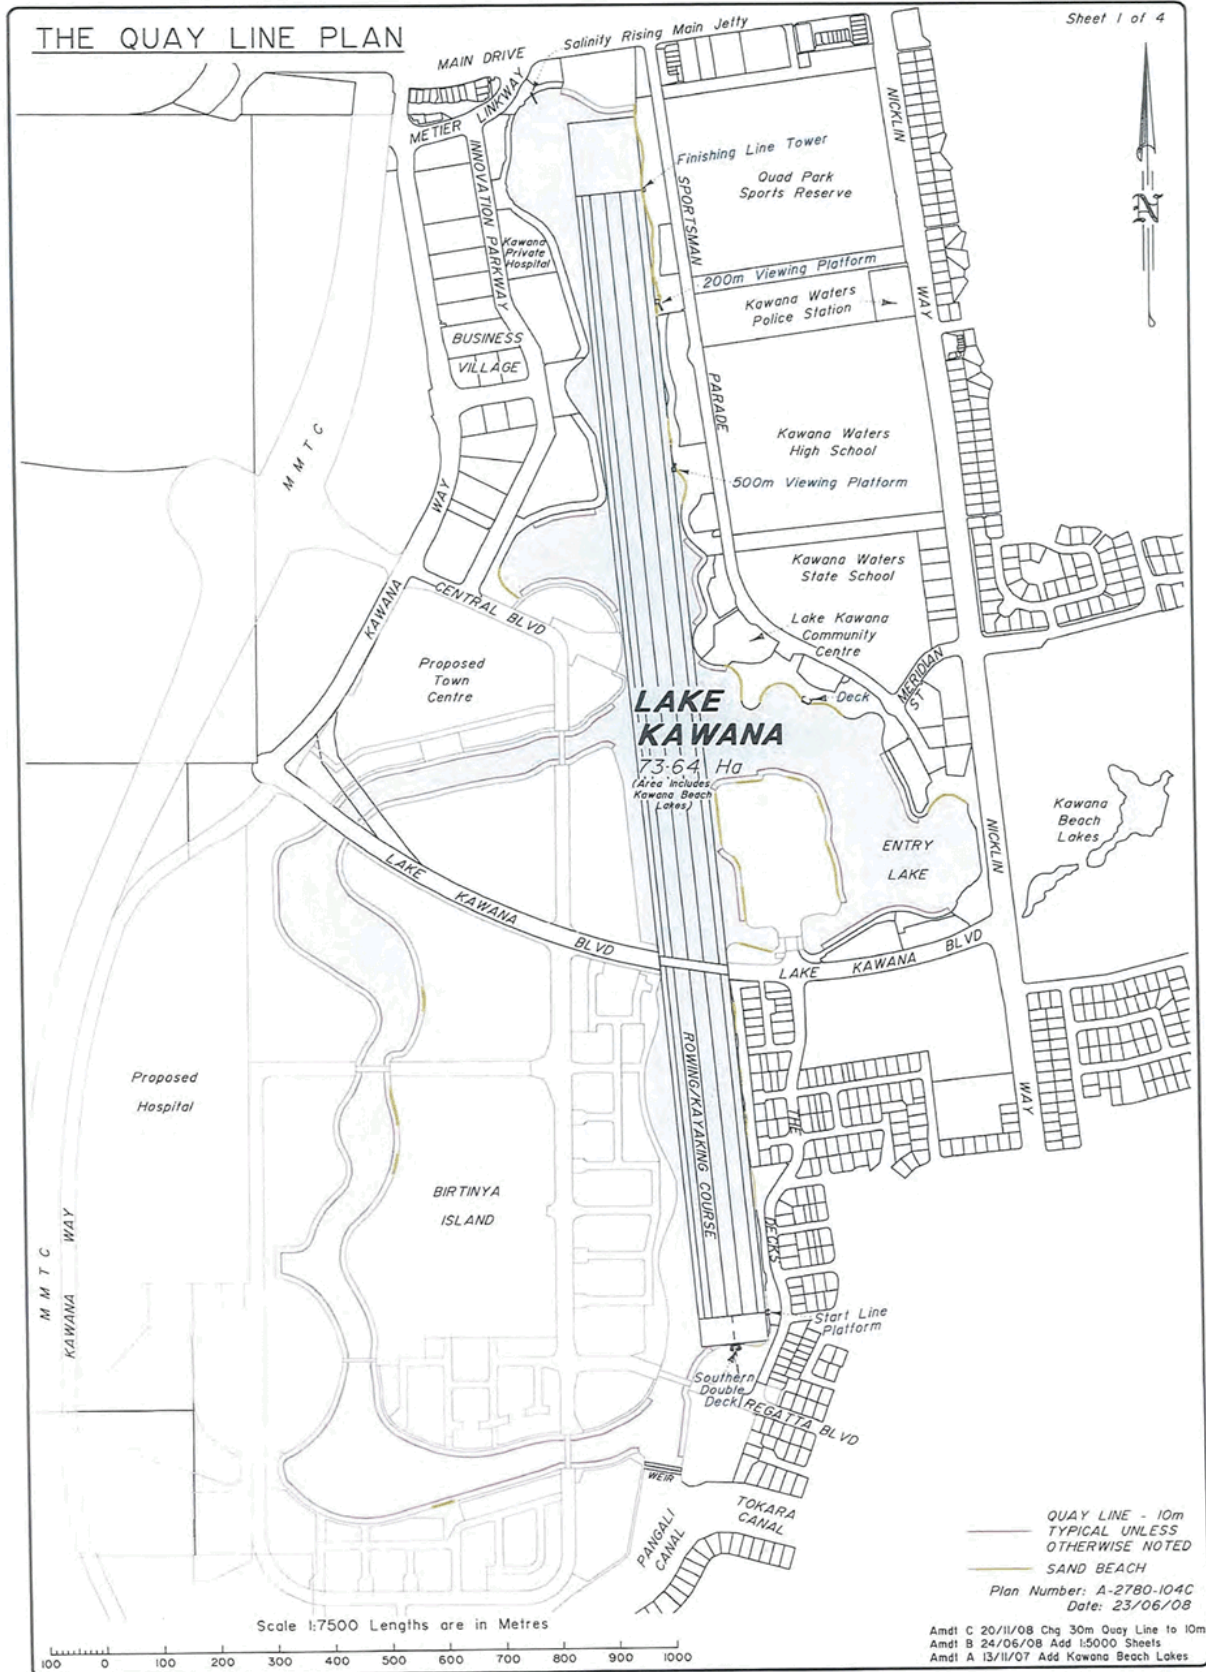 THE QUAY LINE PLAN
Sheet 1 of 4
Salinity Rising Main Jetty
MAIN DRIVE
METIER LINKWAY
INNOVATION PARKWAY
NICKLIN
WAY
Finishing Line Tower
Quad Park
Sports Reserve
SPORTSMAN
PARADE
Kawana
Private
Hospital
200m Viewing Platform
Kawana Waters
Police Station
BUSINESS
VILLAGE
M M T C
Kawana Waters
High School
500m Viewing Platform
KAWANA
WAY
Kawana Waters
State School
CENTRAL BLVD
Lake Kawana
Community
Centre
MERIDIAN
ST
Proposed
Town
Centre
Deck
LAKE
KAWANA
73·64 Ha
(Area Includes
Kawana Beach
Lakes)
Kawana
Beach
Lakes
ENTRY
LAKE
NICKLIN
WAY
LAKE KAWANA BLVD
LAKE KAWANA BLVD
ROWING/KAYAKING COURSE
Proposed
Hospital
THE
DECKS
BIRTINYA
ISLAND
M M T C
KAWANA WAY
Start Line
Platform
Southern
Double
Deck
REGATTA BLVD
WEIR
PANGALI
CANAL
TOKARA
CANAL
QUAY LINE - 10m
TYPICAL UNLESS
OTHERWISE NOTED
SAND BEACH
Plan Number: A-2780-104C
Date: 23/06/08
Scale 1:7500 Lengths are in Metres
Amdt C 20/11/08 Chg 30m Quay Line to 10m
Amdt B 24/06/08 Add 1:5000 Sheets
Amdt A 13/11/07 Add Kawana Beach Lakes
100 0 100 200 300 400 500 600 700 800 900 1000